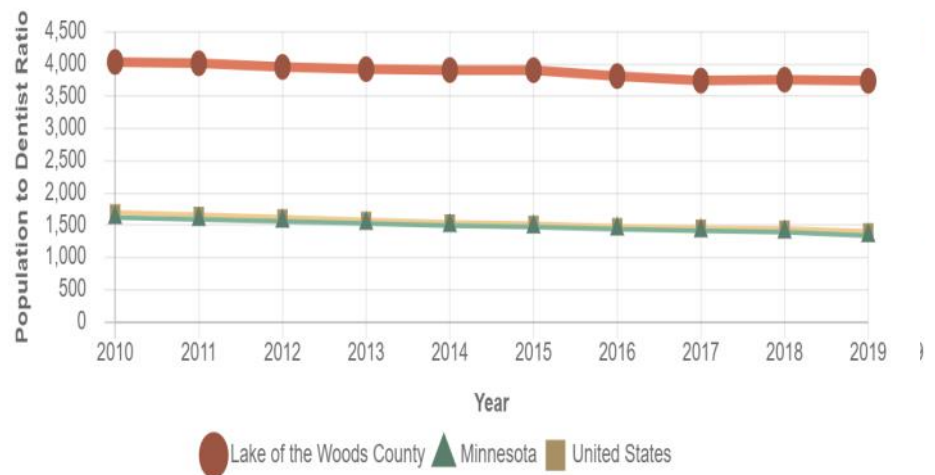 Population to Dentist Ratio
4,500
4,000
3,500
3,000
2,500
2,000
1,500
1,000
500
0
2010 2011 2012 2013 2014 2015 2016 2017 2018 2019
Year
Lake of the Woods County Minnesota United States